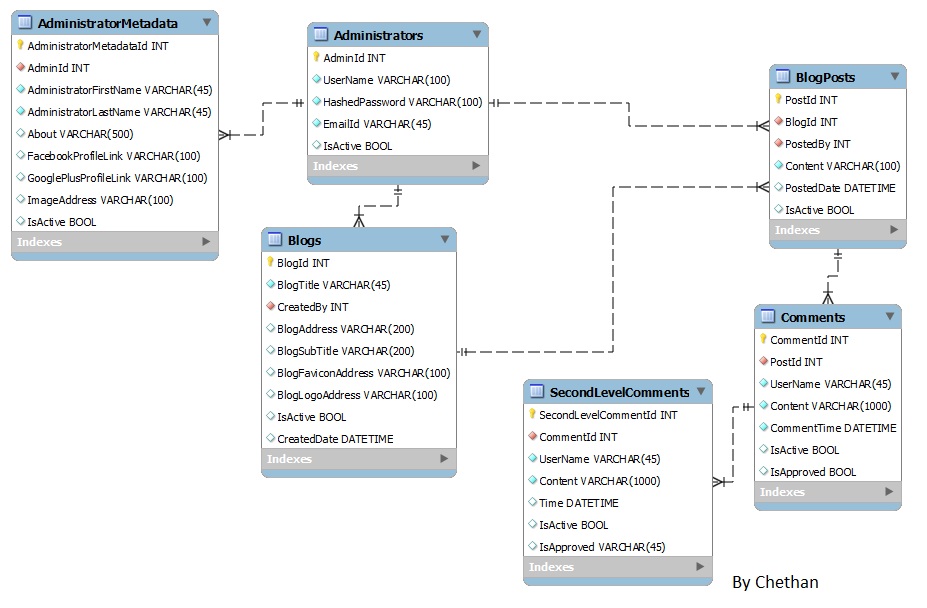 AdministratorMetadata
AdministratorMetadataId INT
AdminId INT
AdministratorFirstName VARCHAR(45)
AdministratorLastName VARCHAR(45)
About VARCHAR(500)
FacebookProfileLink VARCHAR(100)
GooglePlusProfileLink VARCHAR(100)
ImageAddress VARCHAR(100)
IsActive BOOL
Indexes
Administrators
AdminId INT
UserName VARCHAR(100)
HashedPassword VARCHAR(100)
EmailId VARCHAR(45)
IsActive BOOL
Indexes
BlogPosts
PostId INT
BlogId INT
PostedBy INT
Content VARCHAR(100)
PostedDate DATETIME
IsActive BOOL
Indexes
Blogs
BlogId INT
BlogTitle VARCHAR(45)
CreatedBy INT
BlogAddress VARCHAR(200)
BlogSubTitle VARCHAR(200)
BlogFaviconAddress VARCHAR(100)
BlogLogoAddress VARCHAR(100)
IsActive BOOL
CreatedDate DATETIME
Indexes
Comments
CommentId INT
PostId INT
UserName VARCHAR(45)
Content VARCHAR(1000)
CommentTime DATETIME
IsActive BOOL
IsApproved BOOL
Indexes
SecondLevelComments
SecondLevelCommentId INT
CommentId INT
UserName VARCHAR(45)
Content VARCHAR(1000)
Time DATETIME
IsActive BOOL
IsApproved VARCHAR(45)
Indexes
By Chethan